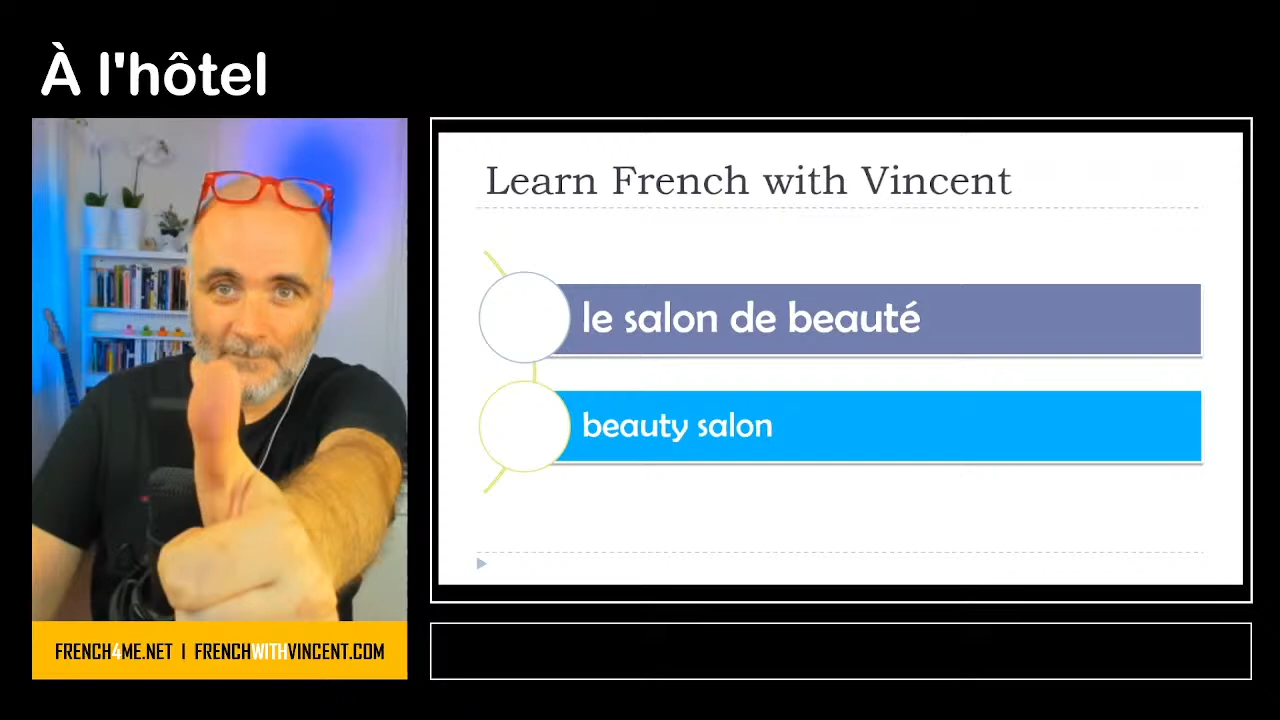 À l'hôtel
Learn French with Vincent
le salon de beauté
beauty salon
FRENCH4ME.NET | FRENCHWITHVINCENT.COM